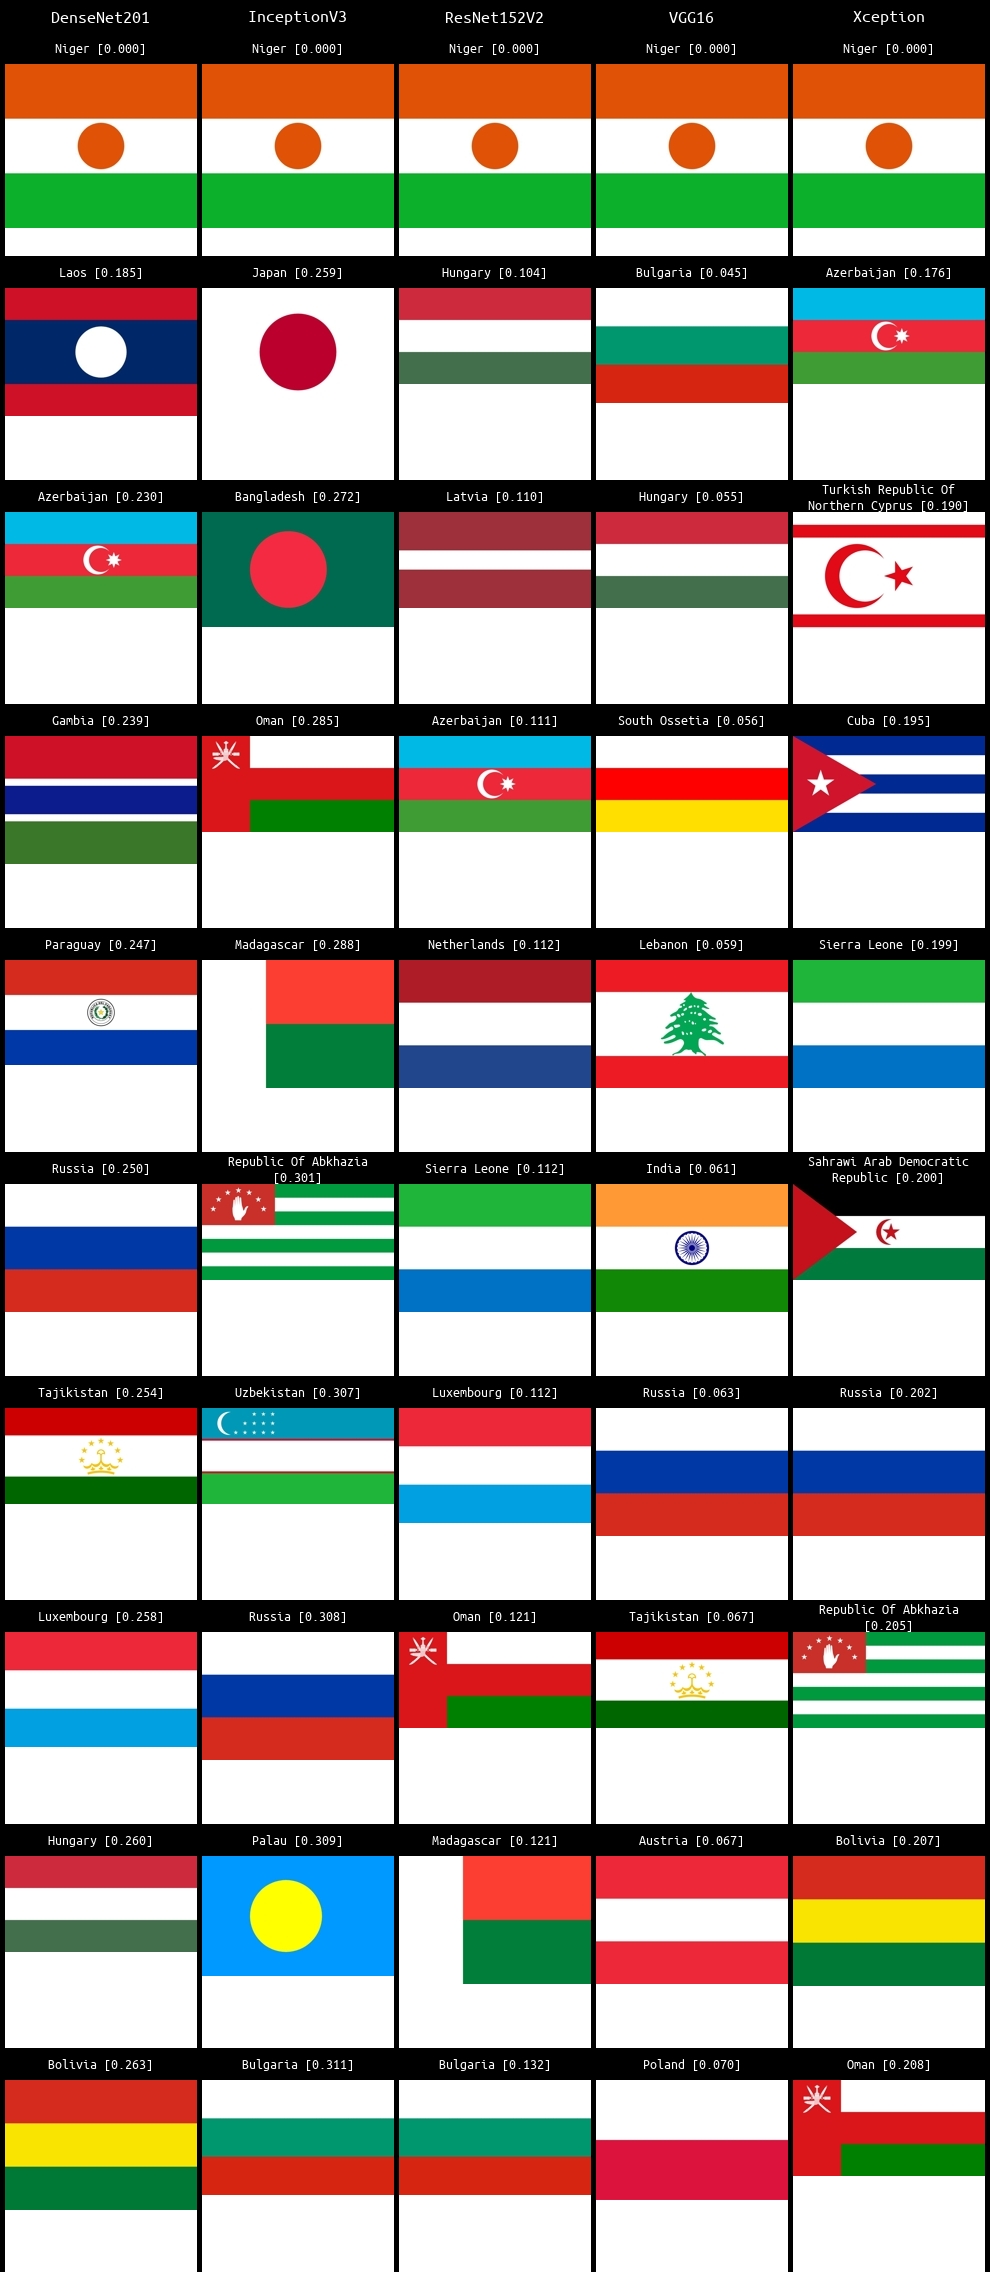 DenseNet201 InceptionV3 ResNet152V2 VGG16 Xception
Niger [0.000] Niger [0.000] Niger [0.000] Niger [0.000] Niger [0.000]
Laos [0.185] Japan [0.259] Hungary [0.104] Bulgaria [0.045] Azerbaijan [0.176]
Azerbaijan [0.230] Bangladesh [0.272] Latvia [0.110] Hungary [0.055] Turkish Republic Of
Northern Cyprus [0.190]
Gambia [0.239] Oman [0.285] Azerbaijan [0.111] South Ossetia [0.056] Cuba [0.195]
Paraguay [0.247] Madagascar [0.288] Netherlands [0.112] Lebanon [0.059] Sierra Leone [0.199]
Russia [0.250] Republic Of Abkhazia
[0.301] Sierra Leone [0.112] India [0.061] Sahrawi Arab Democratic
Republic [0.200]
Tajikistan [0.254] Uzbekistan [0.307] Luxembourg [0.112] Russia [0.063] Russia [0.202]
Luxembourg [0.258] Russia [0.308] Oman [0.121] Tajikistan [0.067] Republic Of Abkhazia
[0.205]
Hungary [0.260] Palau [0.309] Madagascar [0.121] Austria [0.067] Bolivia [0.207]
Bolivia [0.263] Bulgaria [0.311] Bulgaria [0.132] Poland [0.070] Oman [0.208]